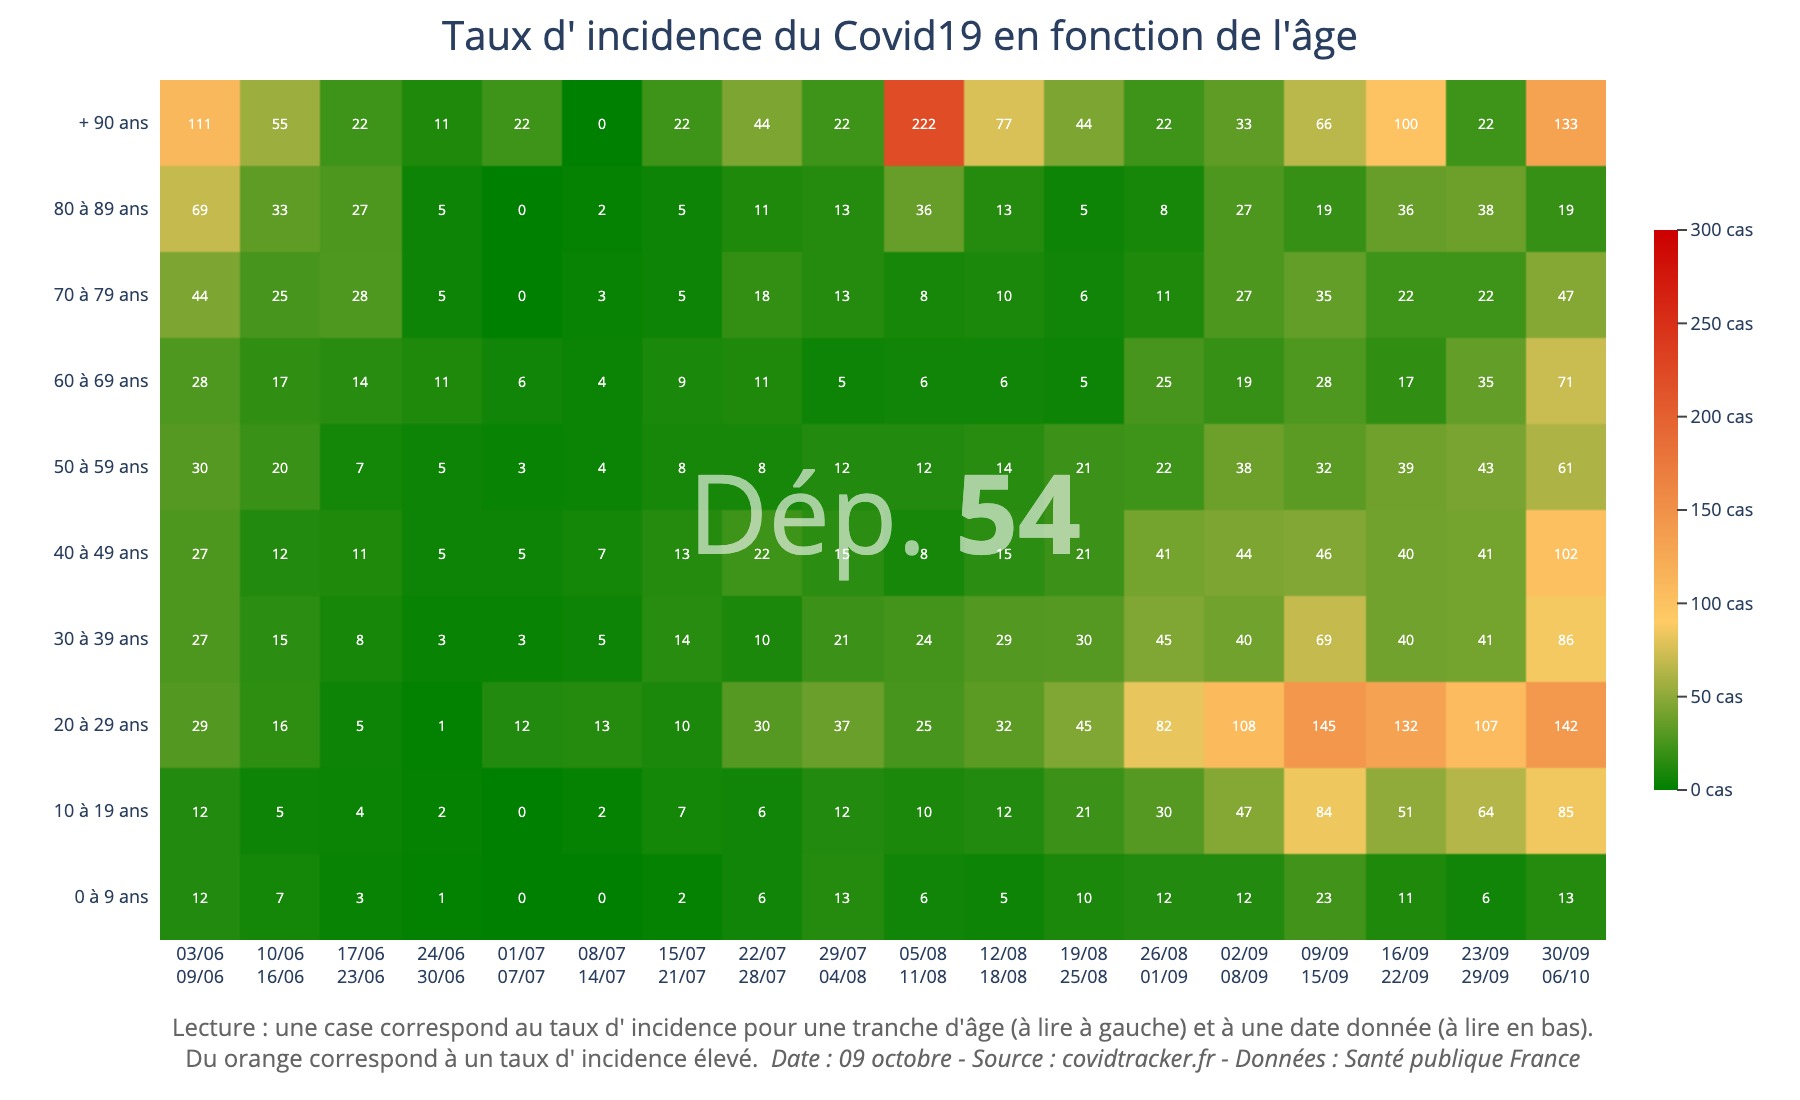 Taux d' incidence du Covid19 en fonction de l'âge
+ 90 ans 111 55 22 11 22 0 22 44 22 222 77 44 22 33 66 100 22 133
80 à 89 ans 69 33 27 5 0 2 5 11 13 36 13 5 8 27 19 36 38 19
70 à 79 ans 44 25 28 5 0 3 5 18 13 8 10 6 11 27 35 22 22 47
60 à 69 ans 28 17 14 11 6 4 9 11 5 6 6 5 25 19 28 17 35 71
50 à 59 ans 30 20 7 5 3 4 8 8 12 12 14 21 22 38 32 39 43 61
Dép. 54
40 à 49 ans 27 12 11 5 5 7 13 22 15 8 15 21 41 44 46 40 41 102
30 à 39 ans 27 15 8 3 3 5 14 10 21 24 29 30 45 40 69 40 41 86
20 à 29 ans 29 16 5 1 12 13 10 30 37 25 32 45 82 108 145 132 107 142
10 à 19 ans 12 5 4 2 0 2 7 6 12 10 12 21 30 47 84 51 64 85
0 à 9 ans 12 7 3 1 0 0 2 6 13 6 5 10 12 12 23 11 6 13
03/06 10/06 17/06 24/06 01/07 08/07 15/07 22/07 29/07 05/08 12/08 19/08 26/08 02/09 09/09 16/09 23/09 30/09
09/06 16/06 23/06 30/06 07/07 14/07 21/07 28/07 04/08 11/08 18/08 25/08 01/09 08/09 15/09 22/09 29/09 06/10
300 cas
250 cas
200 cas
150 cas
100 cas
50 cas
0 cas
Lecture : une case correspond au taux d' incidence pour une tranche d'âge (à lire à gauche) et à une date donnée (à lire en bas).
Du orange correspond à un taux d' incidence élevé. Date : 09 octobre - Source : covidtracker.fr - Données : Santé publique France